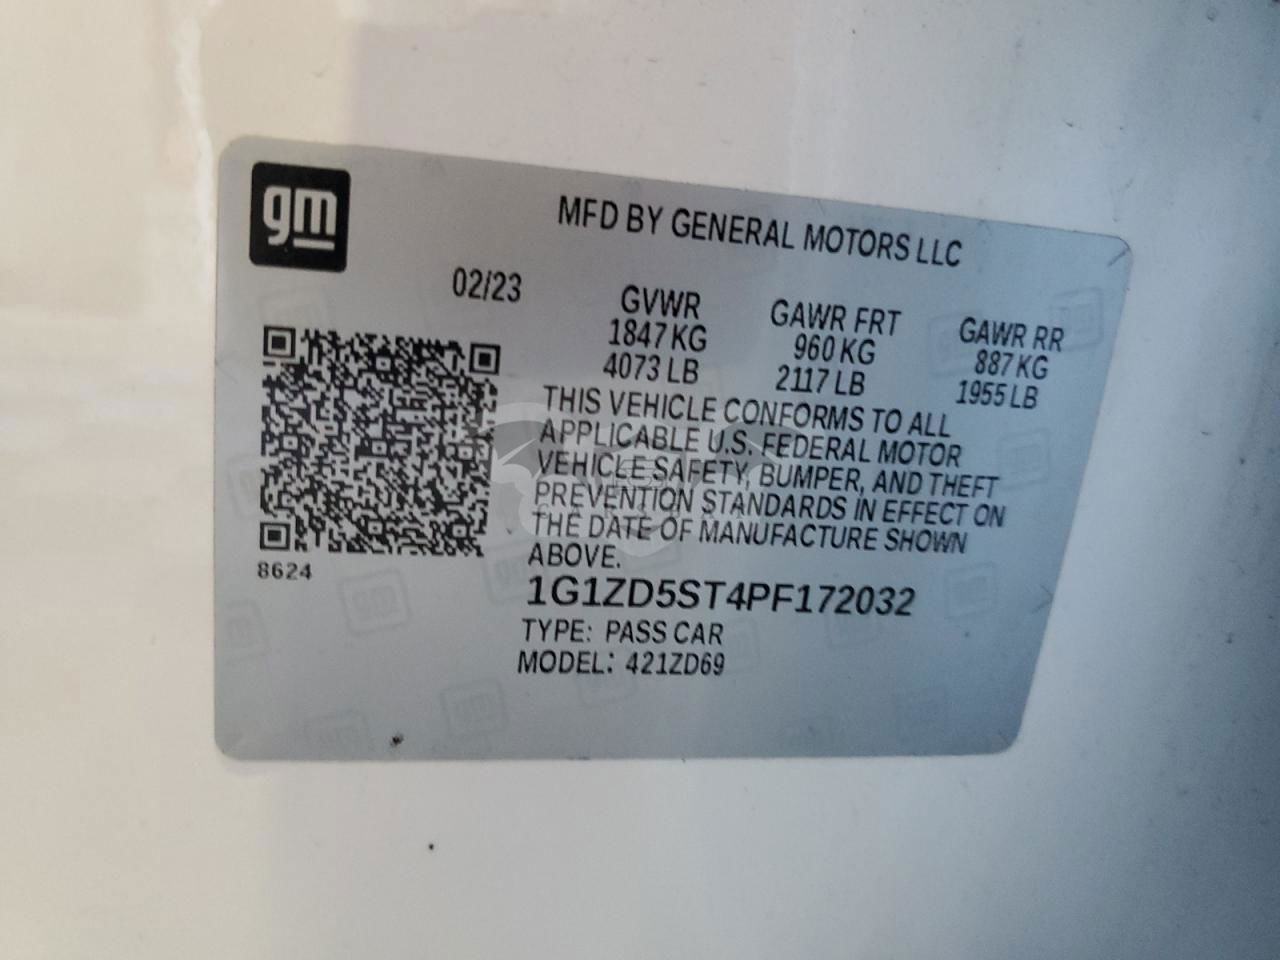 gm
MFD BY GENERAL MOTORS LLC
02/23
GVWR GAWR FRT GAWR RR
1847 KG 960 KG 887 KG
4073 LB 2117 LB 1955 LB
THIS VEHICLE CONFORMS TO ALL
APPLICABLE U.S. FEDERAL MOTOR
VEHICLE SAFETY, BUMPER, AND THEFT
PREVENTION STANDARDS IN EFFECT ON
THE DATE OF MANUFACTURE SHOWN
ABOVE.
8624
1G1ZD5ST4PF172032
TYPE: PASS CAR
MODEL: 421ZD69